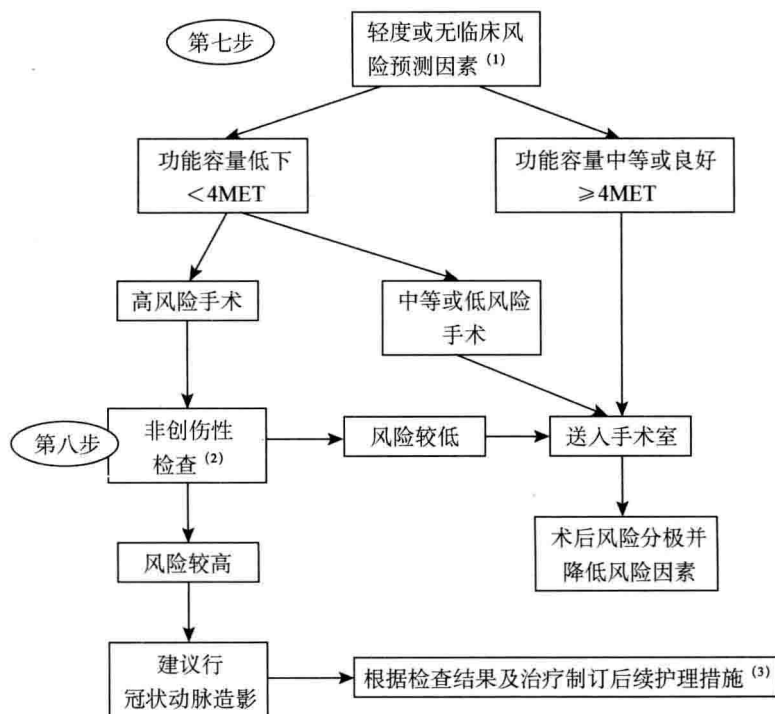 第七步
轻度或无临床风
险预测因素(1)
功能容量低下
<4MET
功能容量中等或良好
≥4MET
高风险手术
中等或低风险
手术
第八步
非创伤性
检查(2)
风险较低
送入手术室
风险较高
术后风险分极并
降低风险因素
建议行
冠状动脉造影
根据检查结果及治疗制订后续护理措施(3)